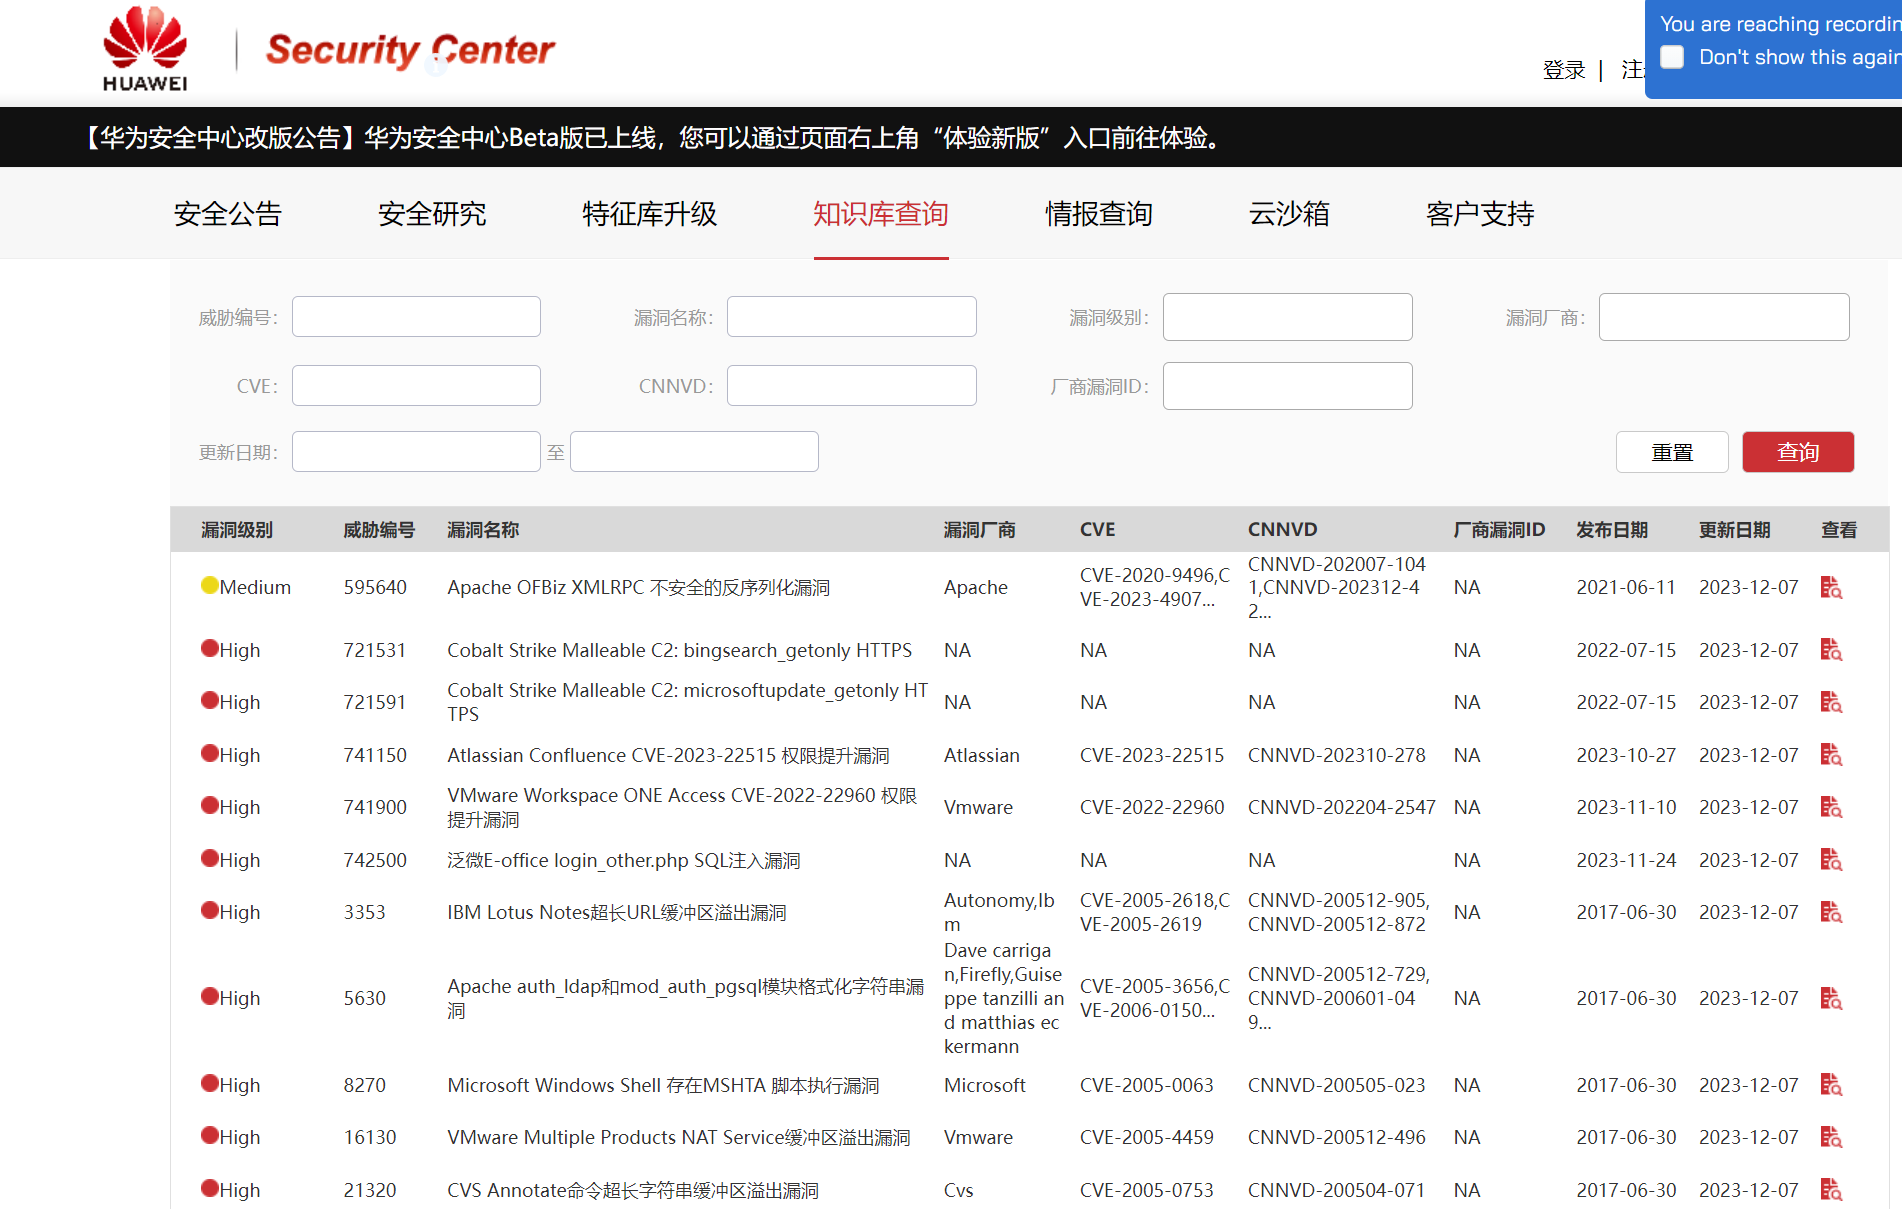 HUAWEI
Security Center
登录 |
You are reaching
Don't show this
【华为安全中心改版公告】华为安全中心Beta版已上线，您可以通过页面右上角“体验新版”入口前往体验。
安全公告 安全研究 特征库升级 知识库查询 情报查询 云沙箱 客户支持
威胁编号： 漏洞名称： 漏洞级别： 漏洞厂商：
CVE： CNNVD： 厂商漏洞ID：
更新日期： 至 重置 查询
漏洞级别 威胁编号 漏洞名称 漏洞厂商 CVE CNNVD 厂商漏洞ID 发布日期 更新日期 查看
Medium 595640 Apache OFBiz XMLRPC 不安全的反序列化漏洞 Apache CVE-2020-9496,C
VE-2023-4907... CNNVD-202007-104
1,CNNVD-202312-4
2... NA 2021-06-11 2023-12-07
High 721531 Cobalt Strike Malleable C2: bingsearch_getonly HTTPS NA NA NA NA 2022-07-15 2023-12-07
High 721591 Cobalt Strike Malleable C2: microsoftupdate_getonly HT
TPS NA NA NA NA 2022-07-15 2023-12-07
High 741150 Atlassian Confluence CVE-2023-22515 权限提升漏洞 Atlassian CVE-2023-22515 CNNVD-202310-278 NA 2023-10-27 2023-12-07
High 741900 VMware Workspace ONE Access CVE-2022-22960 权限
提升漏洞 Vmware CVE-2022-22960 CNNVD-202204-2547 NA 2023-11-10 2023-12-07
High 742500 泛微E-office login_other.php SQL注入漏洞 NA NA NA NA 2023-11-24 2023-12-07
High 3353 IBM Lotus Notes超长URL缓冲区溢出漏洞 Autonomy,Ib
m CVE-2005-2618,C
VE-2005-2619 CNNVD-200512-905,
CNNVD-200512-872 NA 2017-06-30 2023-12-07
High 5630 Apache auth_ldap和mod_auth_pgsql模块格式化字符串漏
洞 Dave carriga
n,Firefly,Guise
ppe tanzilli an
d matthias ec
kermann CVE-2005-3656,C
VE-2006-0150... CNNVD-200512-729,
CNNVD-200601-04
9... NA 2017-06-30 2023-12-07
High 8270 Microsoft Windows Shell 存在MSHTA 脚本执行漏洞 Microsoft CVE-2005-0063 CNNVD-200505-023 NA 2017-06-30 2023-12-07
High 16130 VMware Multiple Products NAT Service缓冲区溢出漏洞 Vmware CVE-2005-4459 CNNVD-200512-496 NA 2017-06-30 2023-12-07
High 21320 CVS Annotate命令超长字符串缓冲区溢出漏洞 Cvs CVE-2005-0753 CNNVD-200504-071 NA 2017-06-30 2023-12-07